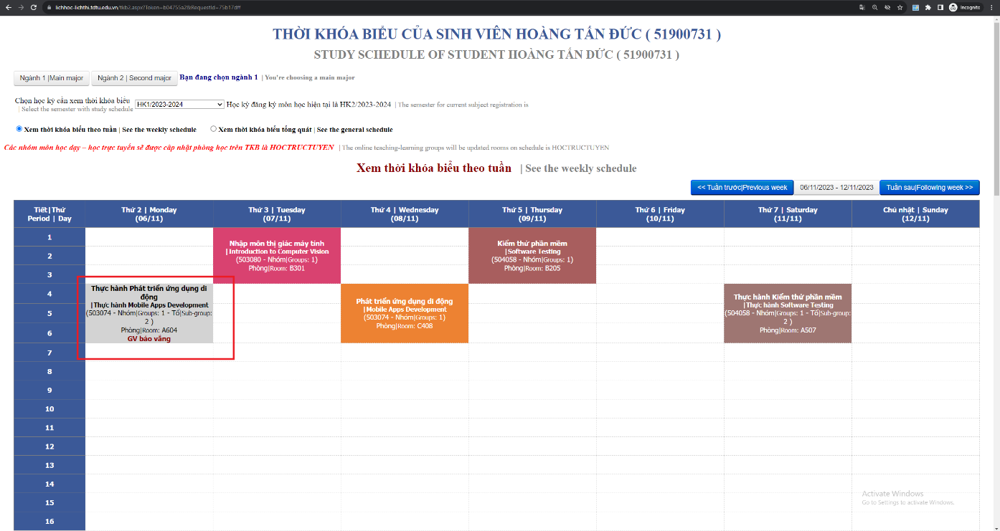 lichhoc-lichthi.tdtu.edu.vn/tkb2.aspx?Token=b04755a2&RequestId=75b17dff
Incognito
THỜI KHÓA BIỂU CỦA SINH VIÊN HOÀNG TẤN ĐỨC ( 51900731 )
STUDY SCHEDULE OF STUDENT HOÀNG TẤN ĐỨC ( 51900731 )
Ngành 1 |Main major
Ngành 2 | Second major
Bạn đang chọn ngành 1 | You're choosing a main major
Chọn học kỳ cần xem thời khóa biểu
| Select the semester with study schedule
HK1/2023-2024
Học kỳ đăng ký môn học hiện tại là HK2/2023-2024 | The semester for current subject registration is
Xem thời khóa biểu theo tuần | See the weekly schedule
Xem thời khóa biểu tổng quát | See the general schedule
Các nhóm môn học dạy – học trực tuyến sẽ được cập nhật phòng học trên TKB là HOCTRUCTUYEN | The online teaching-learning groups will be updated rooms on schedule is HOCTRUCTUYEN
Xem thời khóa biểu theo tuần | See the weekly schedule
<< Tuần trước|Previous week
06/11/2023 - 12/11/2023
Tuần sau|Following week >>
Tiết|Thứ
Period | Day
Thứ 2 | Monday
(06/11)
Thứ 3 | Tuesday
(07/11)
Thứ 4 | Wednesday
(08/11)
Thứ 5 | Thursday
(09/11)
Thứ 6 | Friday
(10/11)
Thứ 7 | Saturday
(11/11)
Chủ nhật | Sunday
(12/11)
1
2
3
Nhập môn thị giác máy tính
|Introduction to Computer Vision
(503080 - Nhóm|Groups: 1)
Phòng|Room: B301
Kiểm thử phần mềm
|Software Testing
(504058 - Nhóm|Groups: 1)
Phòng|Room: B205
4
5
6
Thực hành Phát triển ứng dụng di
động
|Thực hành Mobile Apps Development
(503074 - Nhóm|Groups: 1 - Tổ|Sub-group:
2 )
Phòng|Room: A604
GV báo vắng
Phát triển ứng dụng di động
|Mobile Apps Development
(503074 - Nhóm|Groups: 1)
Phòng|Room: C408
Thực hành Kiểm thử phần mềm
|Thực hành Software Testing
(504058 - Nhóm|Groups: 1 - Tổ|Sub-group:
2 )
Phòng|Room: A507
7
8
9
10
11
12
13
14
15
16
Activate Windows
Go to Settings to activate Windows.